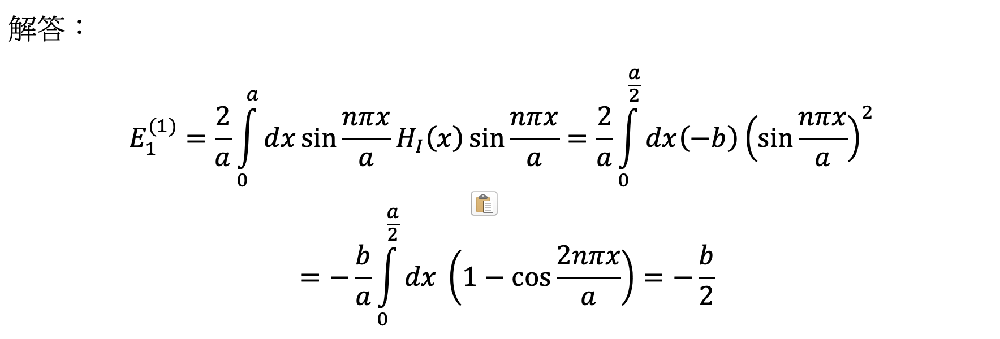 解答：
$E_1^{(1)} = \frac{2}{a} \int_0^a dx \sin \frac{n\pi x}{a} H_I(x) \sin \frac{n\pi x}{a} = \frac{2}{a} \int_0^{\frac{a}{2}} dx (-b) \left( \sin \frac{n\pi x}{a} \right)^2$
$= -\frac{b}{a} \int_0^{\frac{a}{2}} dx \left( 1 - \cos \frac{2n\pi x}{a} \right) = -\frac{b}{2}$